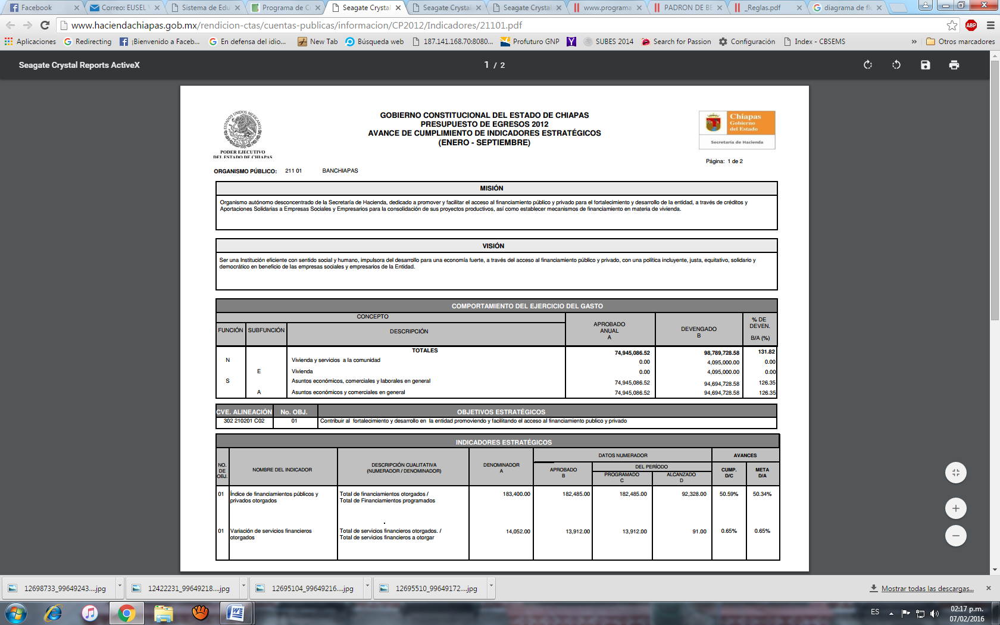 Facebook
Correo: EUSEL
Sistema de Edu
Programa de C
Seagate Crystal
Seagate Crystal
Seagate Crystal
www.programa
PADRON DE BE
_Reglas.pdf
diagrama de flu
www.haciendachiapas.gob.mx/rendicion-ctas/cuentas-publicas/informacion/CP2012/Indicadores/21101.pdf
ABP
Aplicaciones
Redirecting
¡Bienvenido a Faceb...
En defensa del idio...
New Tab
Búsqueda web
187.141.168.70:8080...
Profuturo GNP
SUBES 2014
Search for Passion
Configuración
Index - CBSEMS
»
Otros marcadores
Seagate Crystal Reports ActiveX
1 / 2
ESTADOS UNIDOS MEXICANOS
PODER EJECUTIVO
DEL ESTADO DE CHIAPAS
GOBIERNO CONSTITUCIONAL DEL ESTADO DE CHIAPAS
PRESUPUESTO DE EGRESOS 2012
AVANCE DE CUMPLIMIENTO DE INDICADORES ESTRATÉGICOS
(ENERO - SEPTIEMBRE)
Chiapas
Gobierno
del Estado
Secretaría de Hacienda
Página: 1 de 2
ORGANISMO PÚBLICO: 211 01 BANCHIAPAS
MISIÓN
Organismo autónomo desconcentrado de la Secretaría de Hacienda, dedicado a promover y facilitar el acceso al financiamiento público y privado para el fortalecimiento y desarrollo de la entidad, a través de créditos y
Aportaciones Solidarias a Empresas Sociales y Empresarios para la consolidación de sus proyectos productivos, así como establecer mecanismos de financiamiento en materia de vivienda.
VISIÓN
Ser una Institución eficiente con sentido social y humano, impulsora del desarrollo para una economía fuerte, a través del acceso al financiamiento público y privado, con una política incluyente, justa, equitativo, solidario y
democrático en beneficio de las empresas sociales y empresarios de la Entidad.
COMPORTAMIENTO DEL EJERCICIO DEL GASTO
CONCEPTO
FUNCIÓN SUBFUNCIÓN DESCRIPCIÓN
APROBADO
ANUAL
A
DEVENGADO
B
% DE
DEVEN.
B/A (%)
TOTALES 74,945,086.52 98,789,728.58 131.82
N Vivienda y servicios a la comunidad 0.00 4,095,000.00 0.00
E Vivienda 0.00 4,095,000.00 0.00
S Asuntos económicos, comerciales y laborales en general 74,945,086.52 94,694,728.58 126.35
A Asuntos económicos y comerciales en general 74,945,086.52 94,694,728.58 126.35
CVE. ALINEACIÓN No. OBJ. OBJETIVOS ESTRATÉGICOS
302 210201 C02 01 Contribuir al fortalecimiento y desarrollo en la entidad promoviendo y facilitando el acceso al financiamiento publico y privado
INDICADORES ESTRATÉGICOS
NO.
DE
OBJ.
NOMBRE DEL INDICADOR
DESCRIPCIÓN CUALITATIVA
(NUMERADOR / DENOMINADOR)
DENOMINADOR
A
DATOS NUMERADOR
APROBADO
B
DEL PERÍODO
PROGRAMADO
C
ALCANZADO
D
AVANCES
CUMP.
D/C
META
D/A
01 Índice de financiamientos públicos y Total de financiamientos otorgados / 183,400.00 182,485.00 182,485.00 92,328.00 50.59% 50.34%
privados otorgados Total de Financiamientos programados
01 Variación de servicios financieros Total de servicios financieros otorgados. / 14,052.00 13,912.00 13,912.00 91.00 0.65% 0.65%
otorgados Total de servicios financieros a otorgar
12698733_99649243....jpg
12422231_99649218....jpg
12695104_99649216....jpg
12695510_99649172....jpg
Mostrar todas las descargas...
ES
02:17 p.m.
07/02/2016